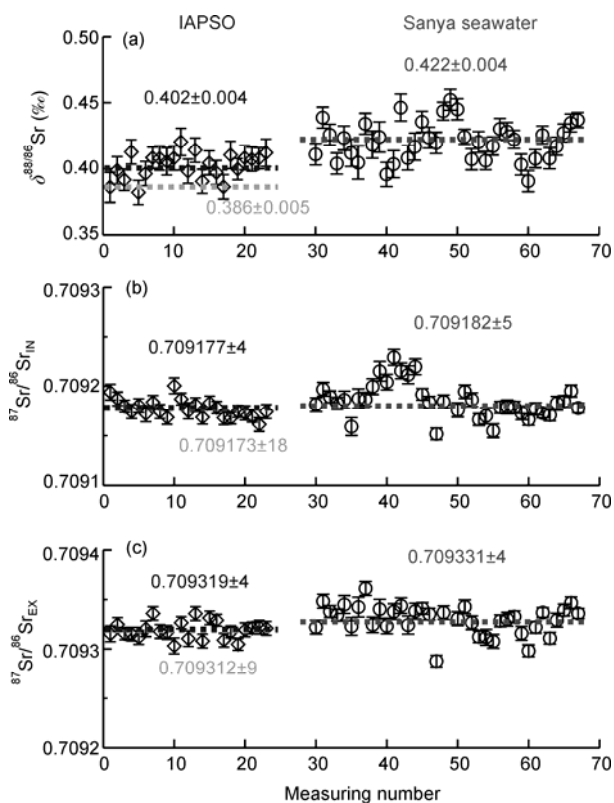 IAPSO Sanya seawater
0.50
(a)
0.422±0.004
0.45
0.402±0.004
δ⁸⁸/⁸⁶Sr (‰)
0.40
0.386±0.005
0.35
0 10 20 30 40 50 60 70
0.7093
(b)
0.709182±5
0.709177±4
⁸⁷Sr/⁸⁶Sr_IN
0.7092
0.709173±18
0.7091
0 10 20 30 40 50 60 70
0.7094
(c)
0.709331±4
0.709319±4
⁸⁷Sr/⁸⁶Sr_EX
0.7093
0.709312±9
0.7092
0 10 20 30 40 50 60 70
Measuring number